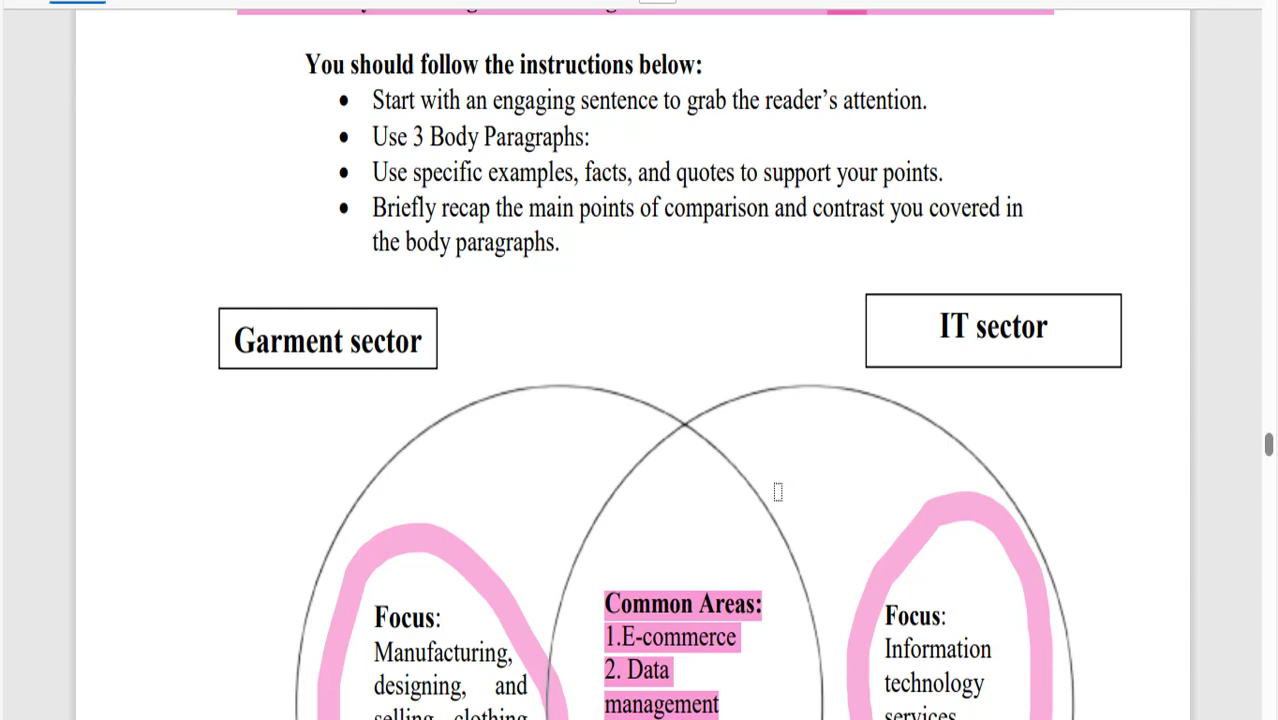 You should follow the instructions below:
• Start with an engaging sentence to grab the reader’s attention.
• Use 3 Body Paragraphs:
• Use specific examples, facts, and quotes to support your points.
• Briefly recap the main points of comparison and contrast you covered in
the body paragraphs.
Garment sector
IT sector
Focus:
Manufacturing,
designing, and
selling clothing
Common Areas:
1.E-commerce
2. Data
management
Focus:
Information
technology
services